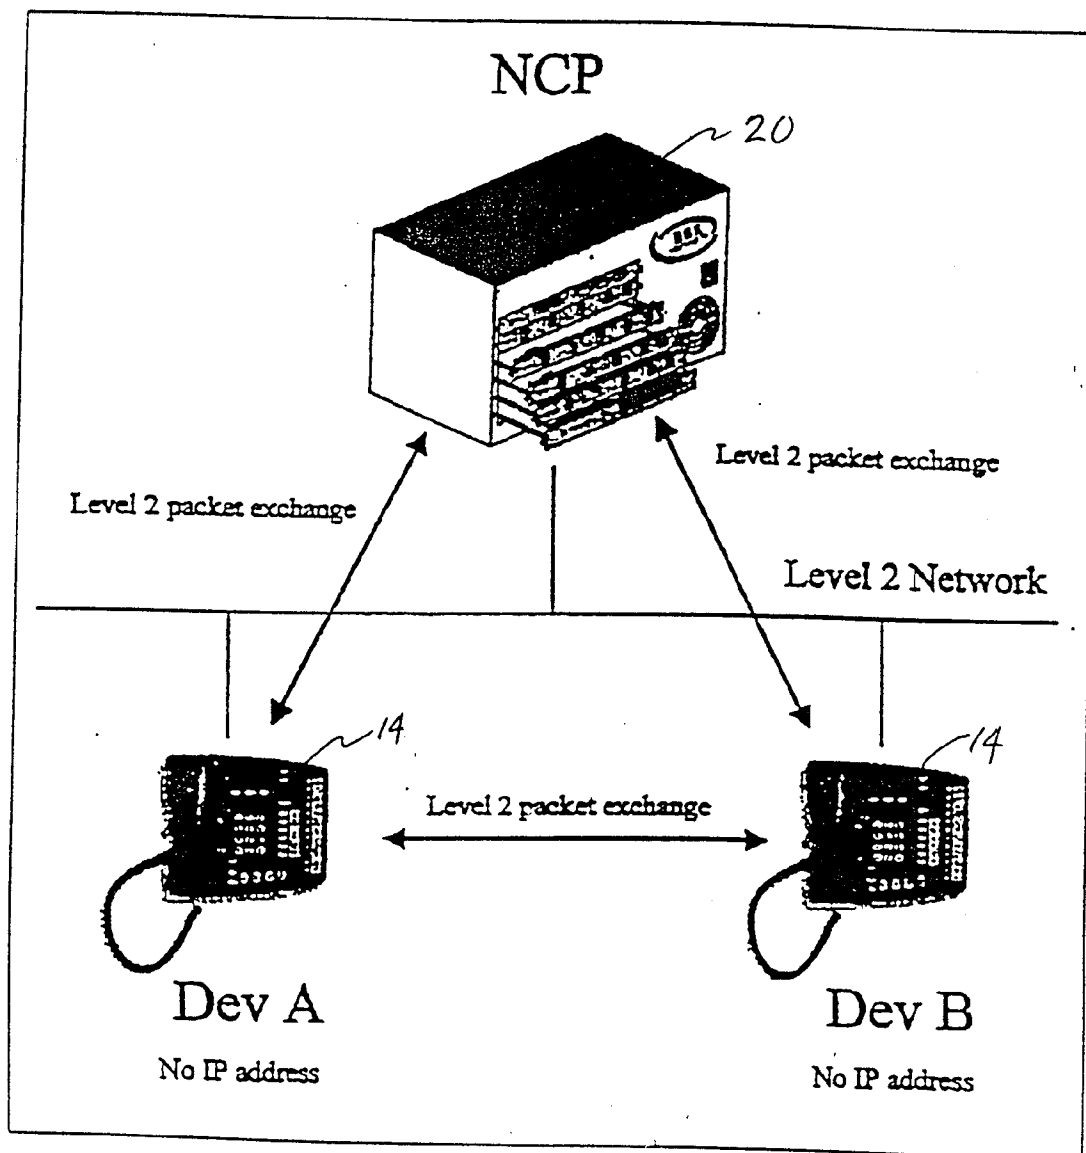 NCP
20
Level 2 packet exchange
Level 2 packet exchange
Level 2 Network
14
14
Level 2 packet exchange
Dev A
Dev B
No IP address
No IP address